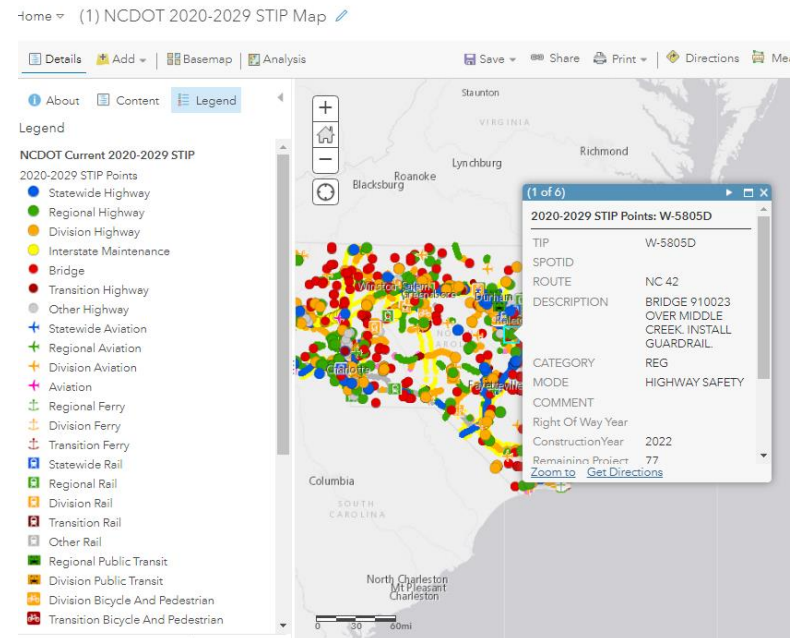 Home (1) NCDOT 2020-2029 STIP Map
Details Add Basemap Analysis Save Share Print Directions
About Content Legend
Legend
NCDOT Current 2020-2029 STIP
2020-2029 STIP Points
Statewide Highway
Regional Highway
Division Highway
Interstate Maintenance
Bridge
Transition Highway
Other Highway
Statewide Aviation
Regional Aviation
Division Aviation
Aviation
Regional Ferry
Division Ferry
Transition Ferry
Statewide Rail
Regional Rail
Division Rail
Transition Rail
Other Rail
Regional Public Transit
Division Public Transit
Division Bicycle And Pedestrian
Transition Bicycle And Pedestrian
Staunton
VIRGINIA
Richmond
Lynchburg
Roanoke
Blacksburg
Greensboro
Durham
Charlotte
Columbia
SOUTH
CAROLINA
North Charleston
Mt Pleasant
Charleston
0 30 60mi
(1 of 6)
2020-2029 STIP Points: W-5805D
TIP W-5805D
SPOTID
ROUTE NC 42
DESCRIPTION BRIDGE 910023
OVER MIDDLE
CREEK. INSTALL
GUARDRAIL.
CATEGORY REG
MODE HIGHWAY SAFETY
COMMENT
Right Of Way Year
ConstructionYear 2022
Remaining Project 77
Zoom to Get Directions